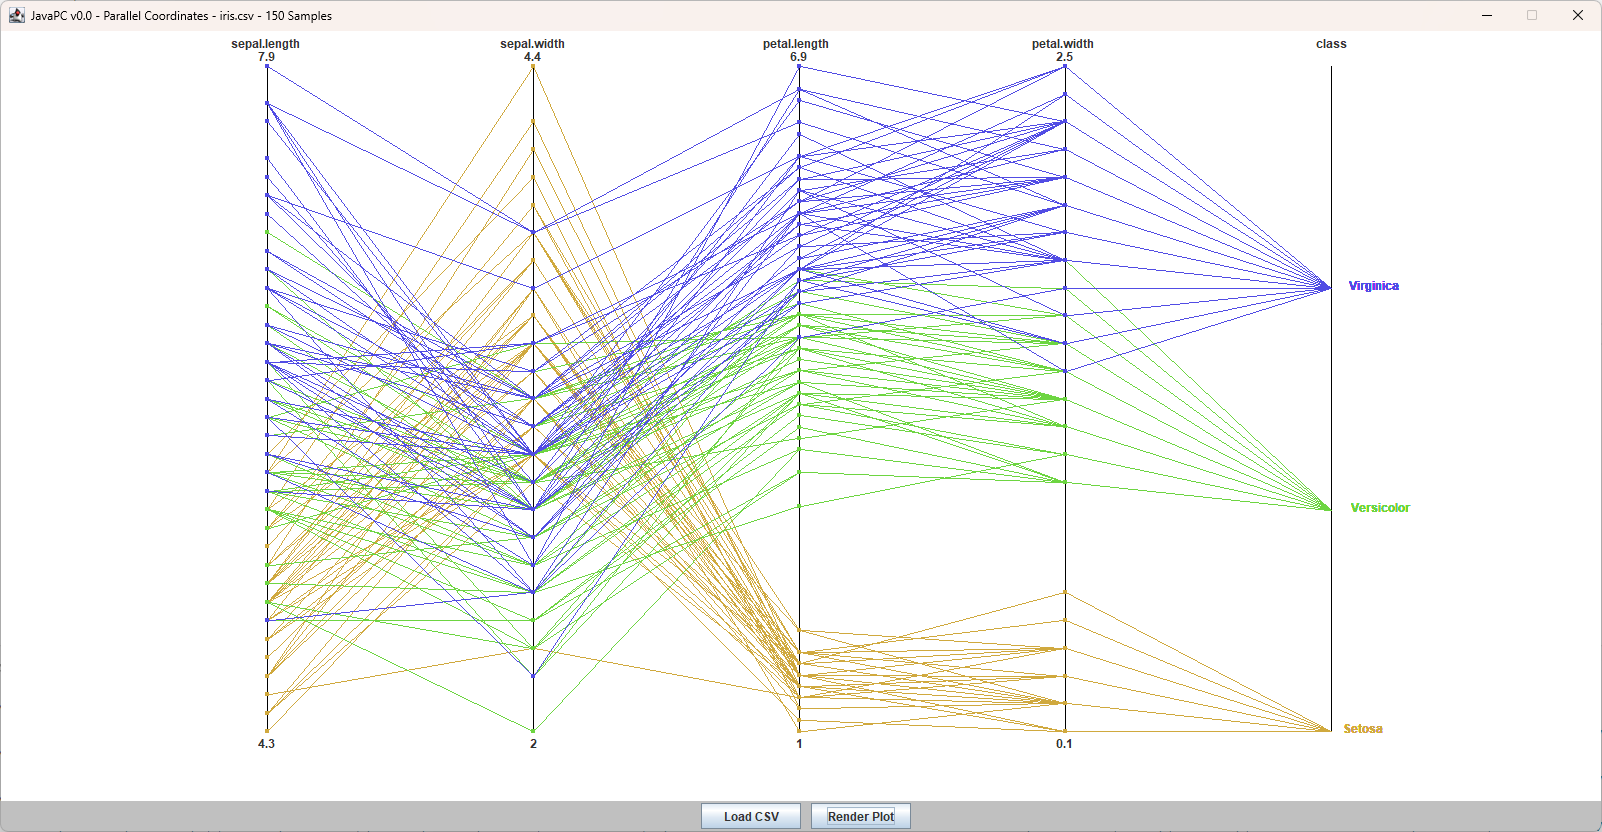 JavaPC v0.0 - Parallel Coordinates - iris.csv - 150 Samples
sepal.length sepal.width petal.length petal.width class
7.9 4.4 6.9 2.5
Virginica
Versicolor
Setosa
4.3 2 1 0.1
Load CSV Render Plot